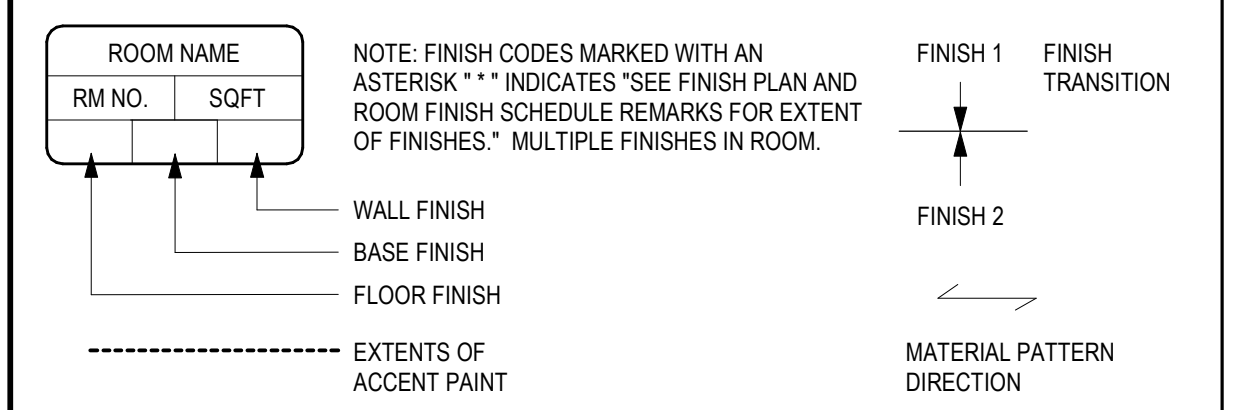 ROOM NAME
RM NO. SQFT
NOTE: FINISH CODES MARKED WITH AN
ASTERISK " * " INDICATES "SEE FINISH PLAN AND
ROOM FINISH SCHEDULE REMARKS FOR EXTENT
OF FINISHES." MULTIPLE FINISHES IN ROOM.
WALL FINISH
BASE FINISH
FLOOR FINISH
EXTENTS OF
ACCENT PAINT
FINISH 1
FINISH
TRANSITION
FINISH 2
MATERIAL PATTERN
DIRECTION